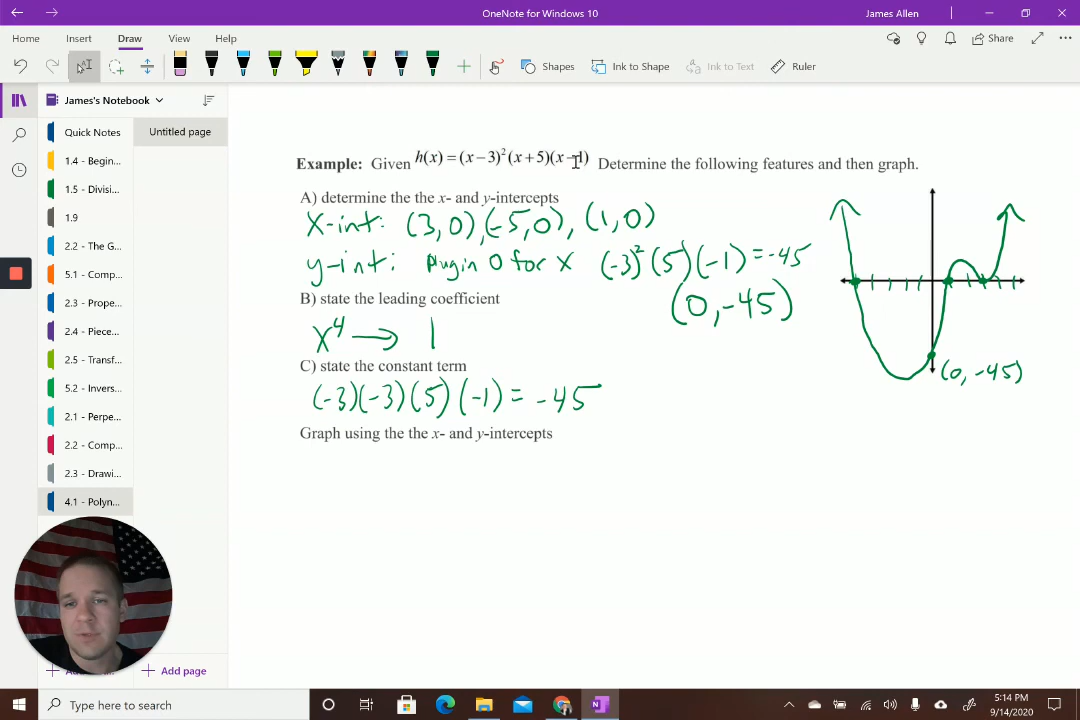 OneNote for Windows 10
James Allen
Home Insert Draw View Help
Share
Shapes
Ink to Shape
Ink to Text
Ruler
James's Notebook
Quick Notes
Untitled page
1.4 - Begin...
1.5 - Divisi...
1.9
2.2 - The G...
5.1 - Comp...
2.3 - Prope...
2.4 - Piece...
2.5 - Transf...
5.2 - Invers...
2.1 - Perpe...
2.2 - Comp...
2.3 - Drawi...
4.1 - Polyn...
Add page
Example: Given h(x) = (x − 3)² (x + 5)(x − 1) Determine the following features and then graph.
A) determine the the x- and y-intercepts
x-int: (3,0), (-5,0), (1,0)
y-int: Plugin 0 for x (-3)² (5)(-1) = -45
(0,-45)
B) state the leading coefficient
x⁴ → 1
C) state the constant term
(-3)(-3)(5)(-1) = -45
Graph using the the x- and y-intercepts
(0,-45)
Type here to search
5:14 PM
9/14/2020